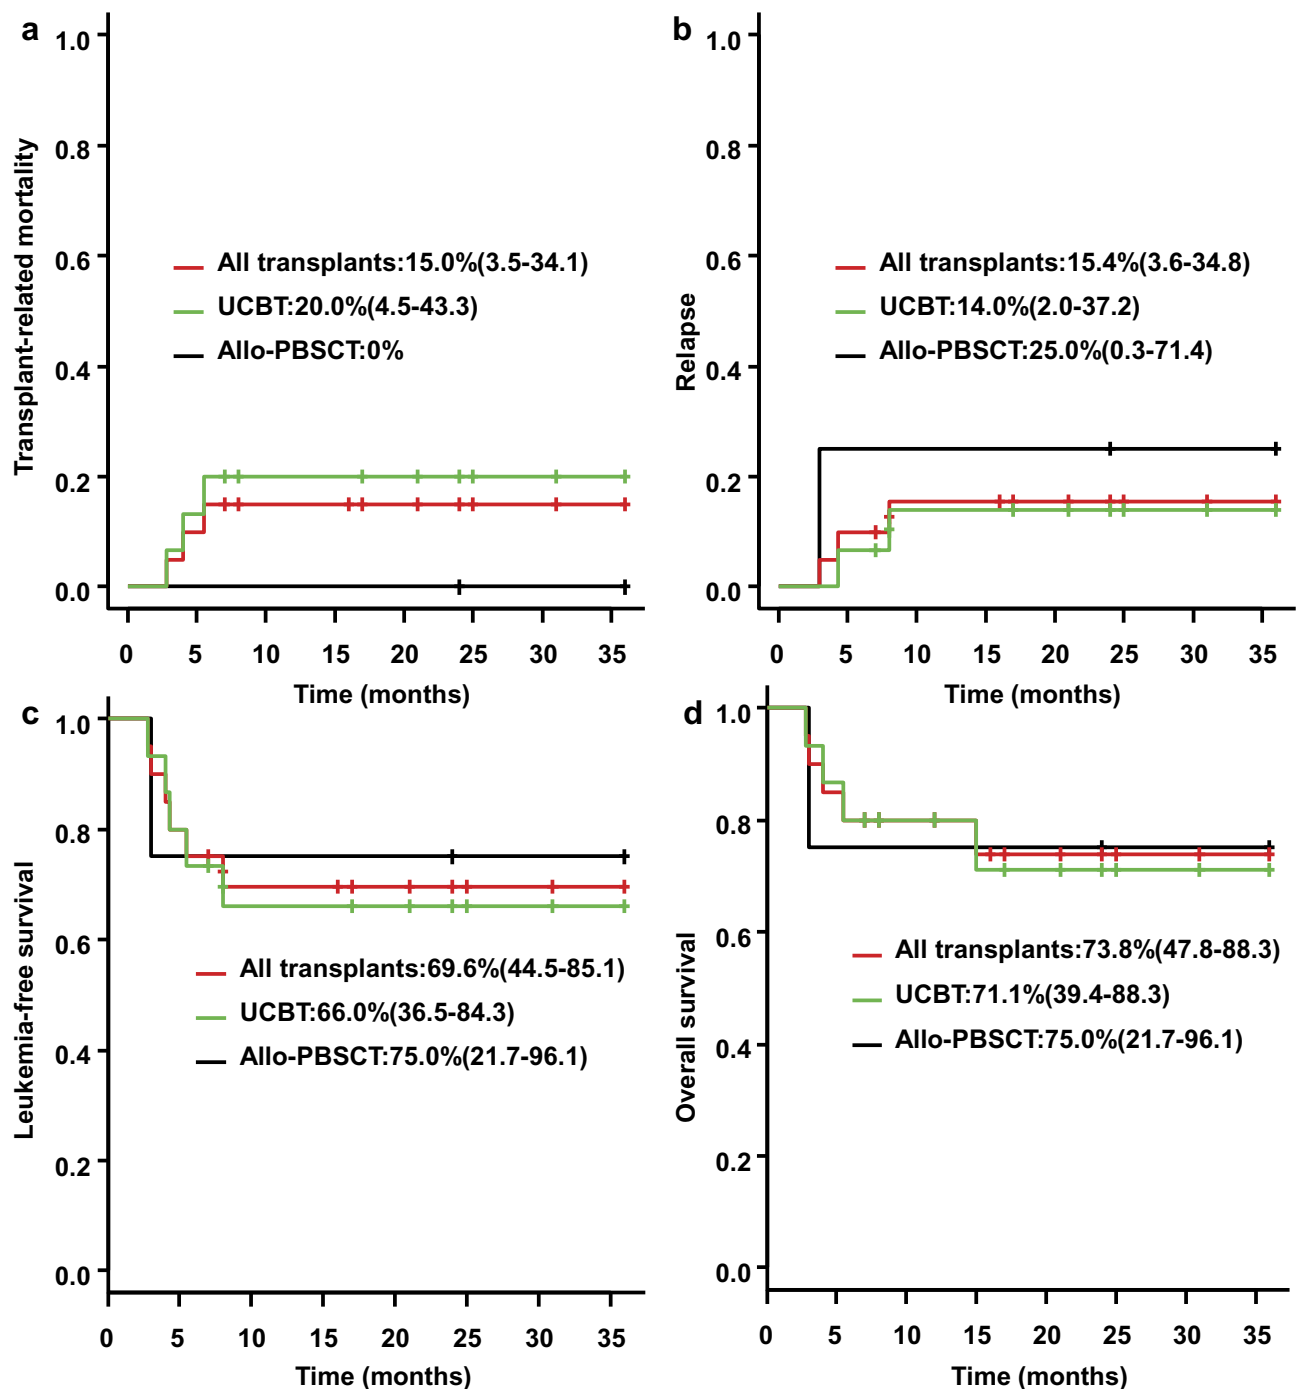 a
1.0
0.8
0.6
0.4
0.2
0.0
Transplant-related mortality
All transplants:15.0%(3.5-34.1)
UCBT:20.0%(4.5-43.3)
Allo-PBSCT:0%
0 5 10 15 20 25 30 35
Time (months)
b
1.0
0.8
0.6
0.4
0.2
0.0
Relapse
All transplants:15.4%(3.6-34.8)
UCBT:14.0%(2.0-37.2)
Allo-PBSCT:25.0%(0.3-71.4)
0 5 10 15 20 25 30 35
Time (months)
c
1.0
0.8
0.6
0.4
0.2
0.0
Leukemia-free survival
All transplants:69.6%(44.5-85.1)
UCBT:66.0%(36.5-84.3)
Allo-PBSCT:75.0%(21.7-96.1)
0 5 10 15 20 25 30 35
Time (months)
d
1.0
0.8
0.6
0.4
0.2
0.0
Overall survival
All transplants:73.8%(47.8-88.3)
UCBT:71.1%(39.4-88.3)
Allo-PBSCT:75.0%(21.7-96.1)
0 5 10 15 20 25 30 35
Time (months)